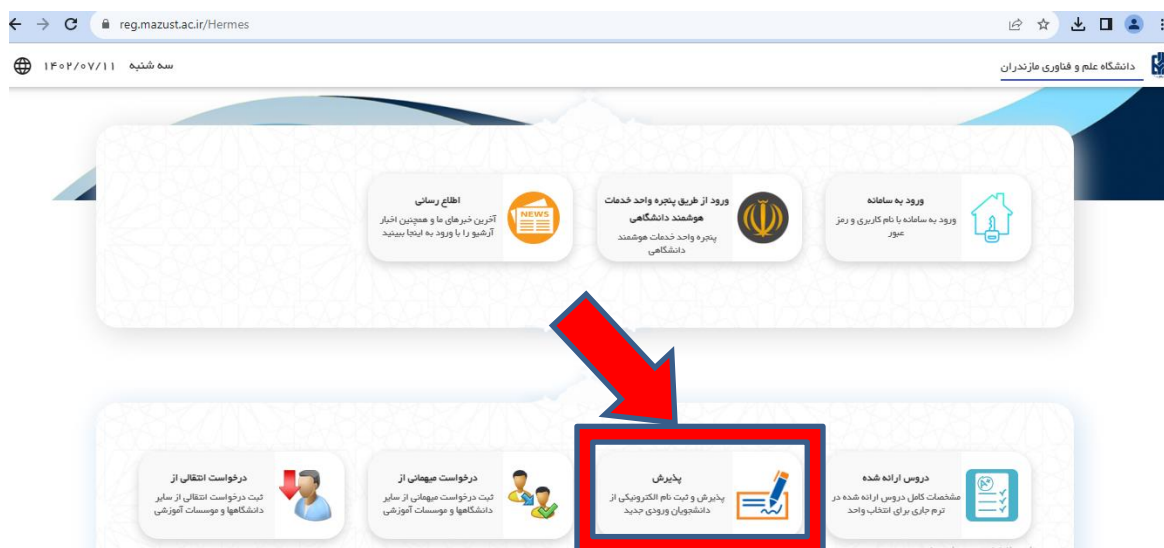 reg.mazust.ac.ir/Hermes
دانشگاه علم و فناوری مازندران
سه شنبه ۱۴۰۲/۰۷/۱۱
ورود به سامانه
ورود به سامانه با نام کاربری و رمز
عبور
ورود از طریق پنجره واحد خدمات
هوشمند دانشگاهی
پنجره واحد خدمات هوشمند
دانشگاهی
اطلاع رسانی
آخرین خبرهای ما و همچنین اخبار
آرشیو را با ورود به اینجا ببینید
NEWS
دروس ارائه شده
مشخصات کامل دروس ارائه شده در
ترم جاری برای انتخاب واحد
A+
پذیرش
پذیرش و ثبت نام الکترونیکی از
دانشجویان ورودی جدید
درخواست میهمانی از
ثبت درخواست میهمانی از سایر
دانشگاهها و موسسات آموزشی
درخواست انتقالی از
ثبت درخواست انتقالی از سایر
دانشگاهها و موسسات آموزشی